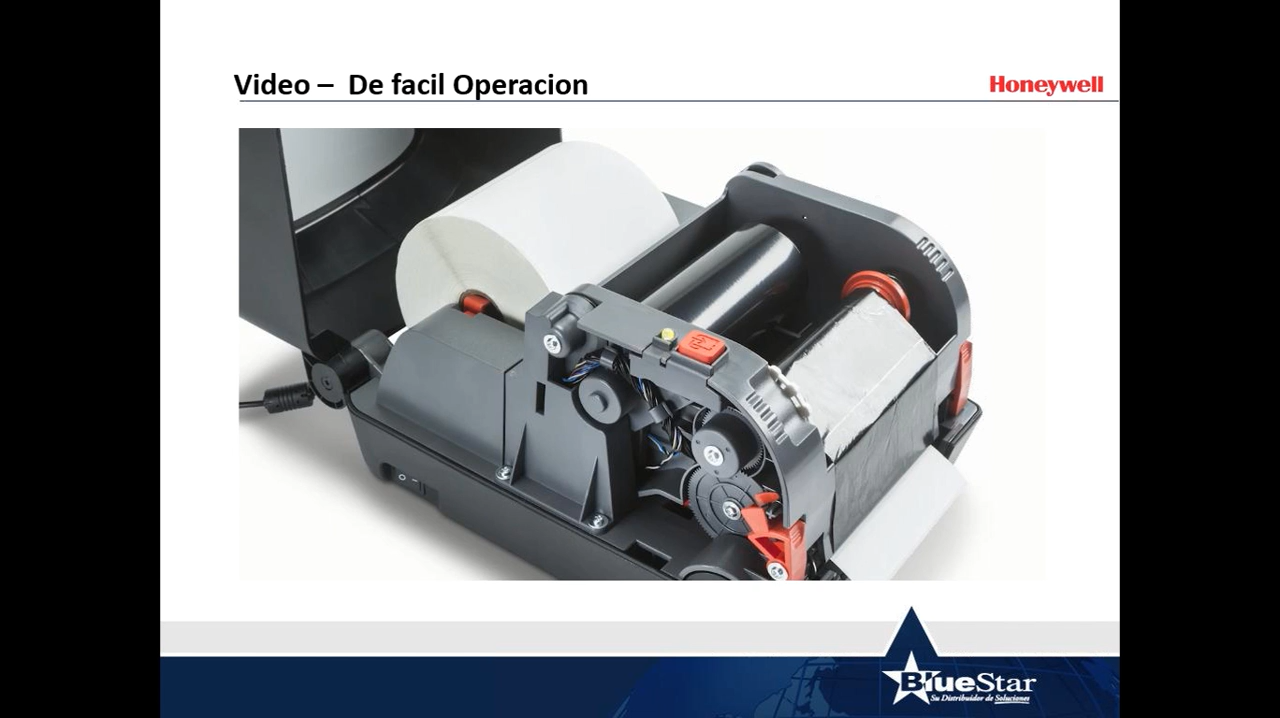 Video – De facil Operacion
Honeywell
BlueStar
Su Distribuidor de Soluciones